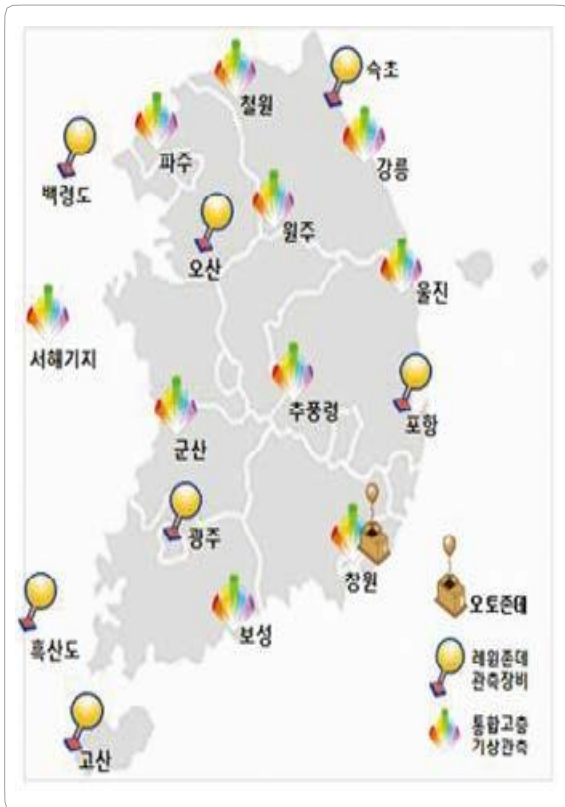 철원
속초
파주
강릉
백령도
원주
오산
울진
서해기지
추풍령
포항
군산
광주
창원
오토존데
보성
흑산도
레윈존데
관측장비
통합고층
기상관측
고산